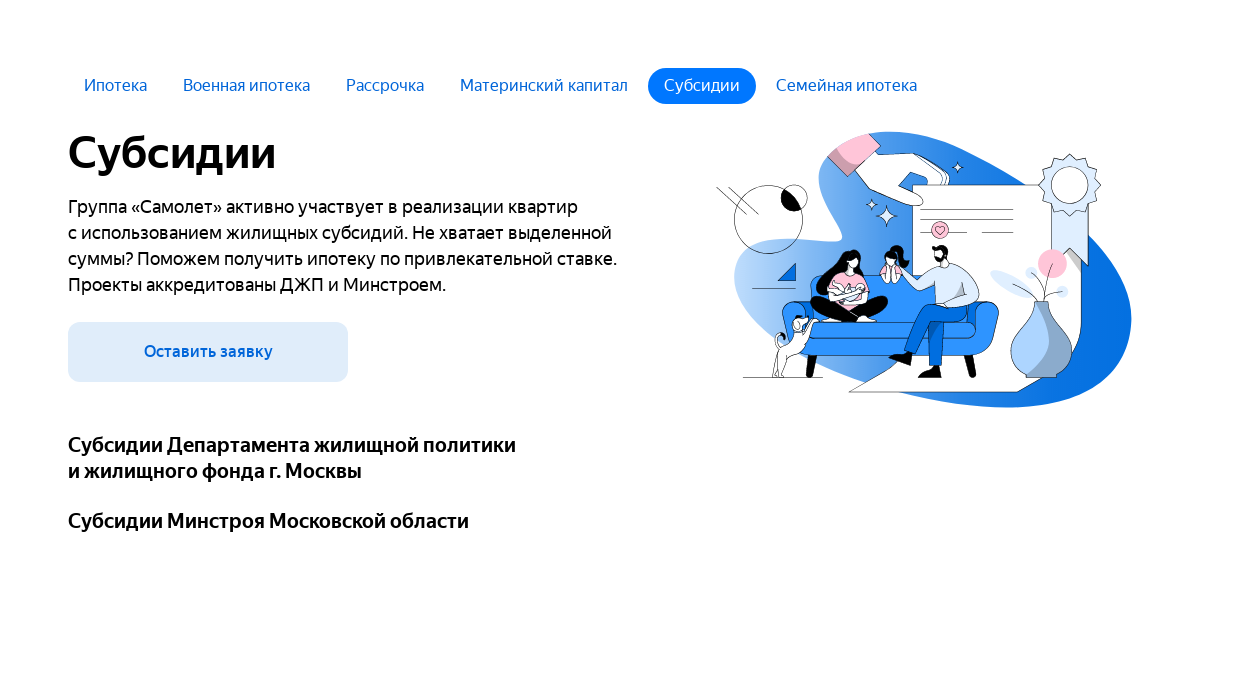 Ипотека Военная ипотека Рассрочка Материнский капитал Субсидии Семейная ипотека
Субсидии
Группа «Самолет» активно участвует в реализации квартир
с использованием жилищных субсидий. Не хватает выделенной
суммы? Поможем получить ипотеку по привлекательной ставке.
Проекты аккредитованы ДЖП и Минстроем.
Оставить заявку
Субсидии Департамента жилищной политики
и жилищного фонда г. Москвы
Субсидии Минстроя Московской области